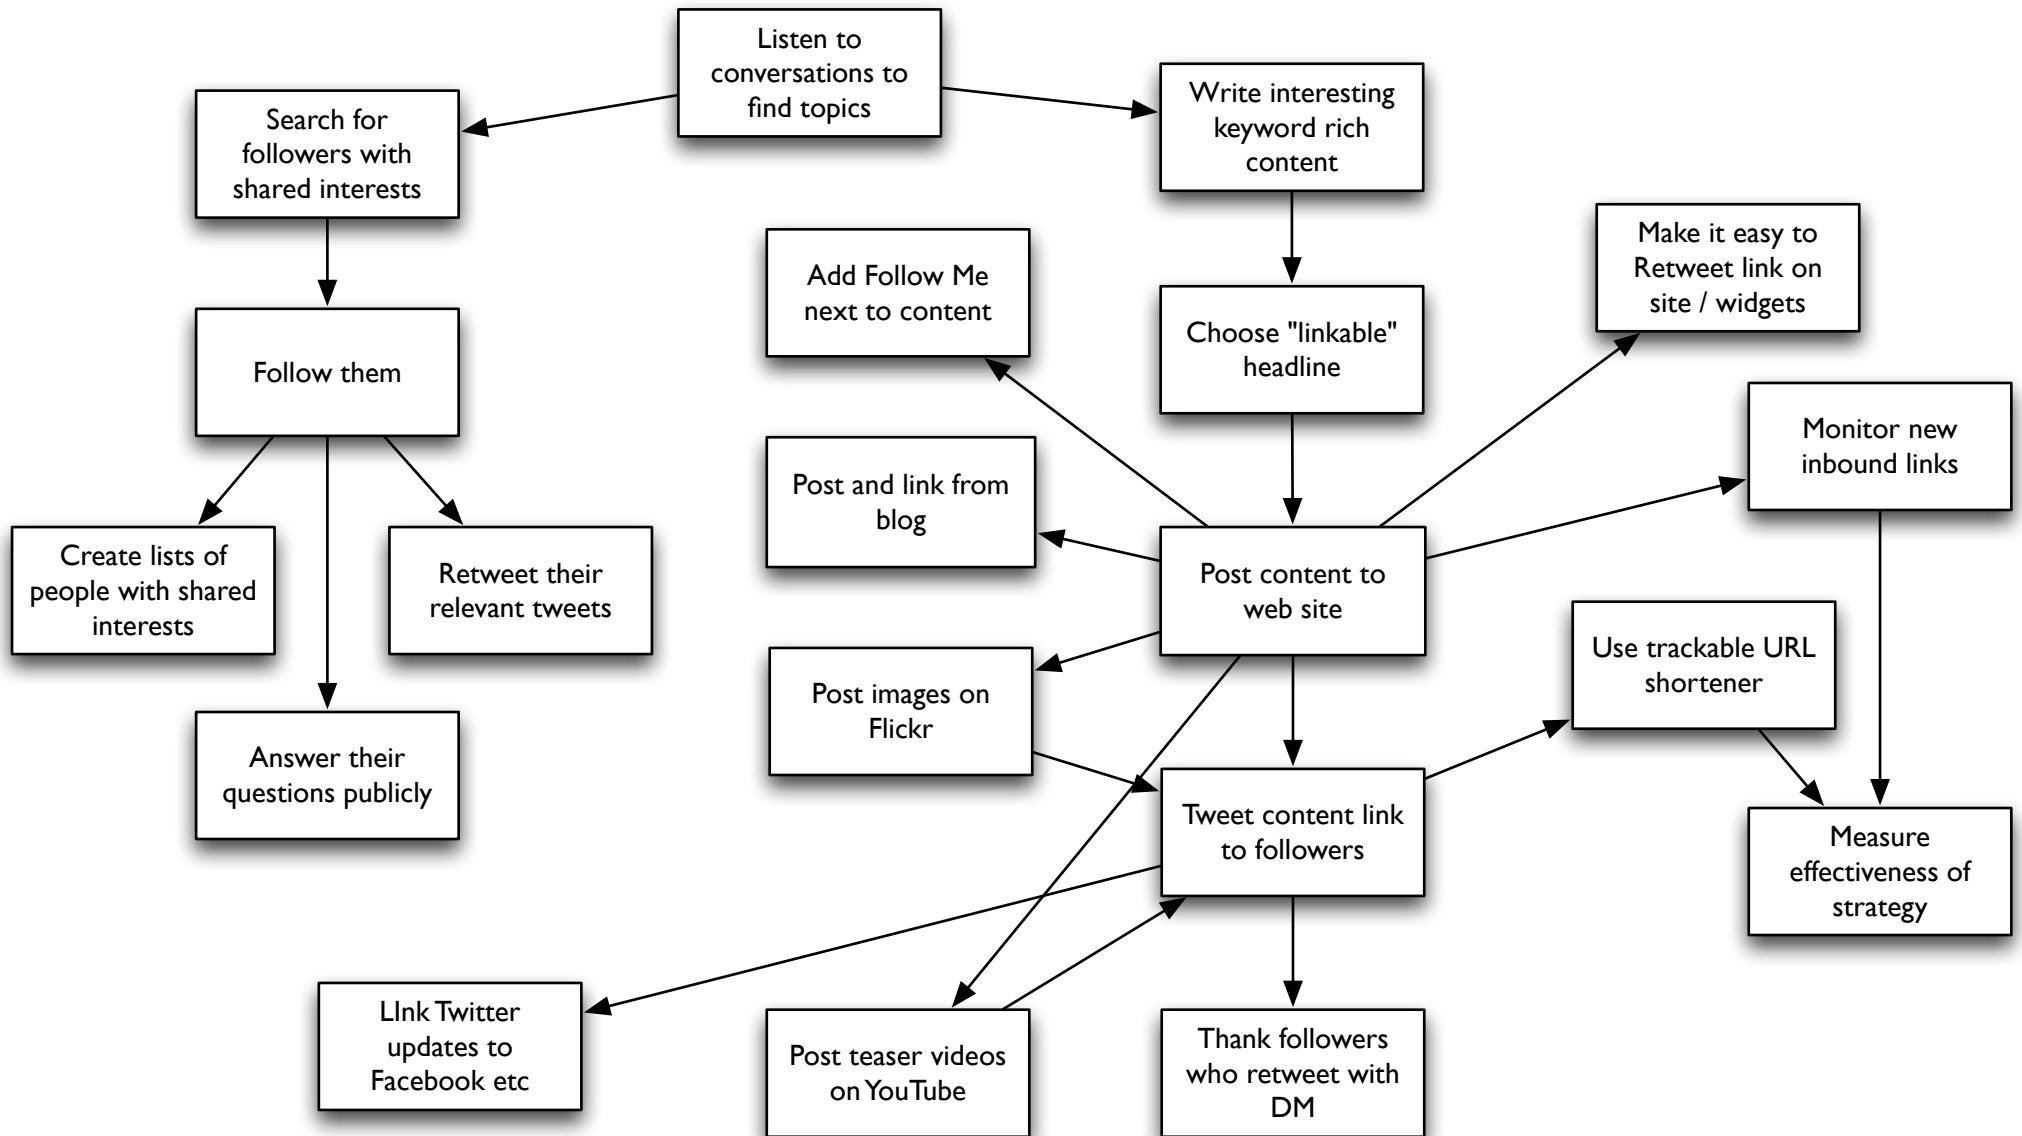 Listen to
conversations to
find topics
Search for
followers with
shared interests
Write interesting
keyword rich
content
Make it easy to
Retweet link on
site / widgets
Add Follow Me
next to content
Choose "linkable"
headline
Follow them
Monitor new
inbound links
Post and link from
blog
Create lists of
people with shared
interests
Retweet their
relevant tweets
Post content to
web site
Use trackable URL
shortener
Post images on
Flickr
Answer their
questions publicly
Tweet content link
to followers
Measure
effectiveness of
strategy
LInk Twitter
updates to
Facebook etc
Post teaser videos
on YouTube
Thank followers
who retweet with
DM